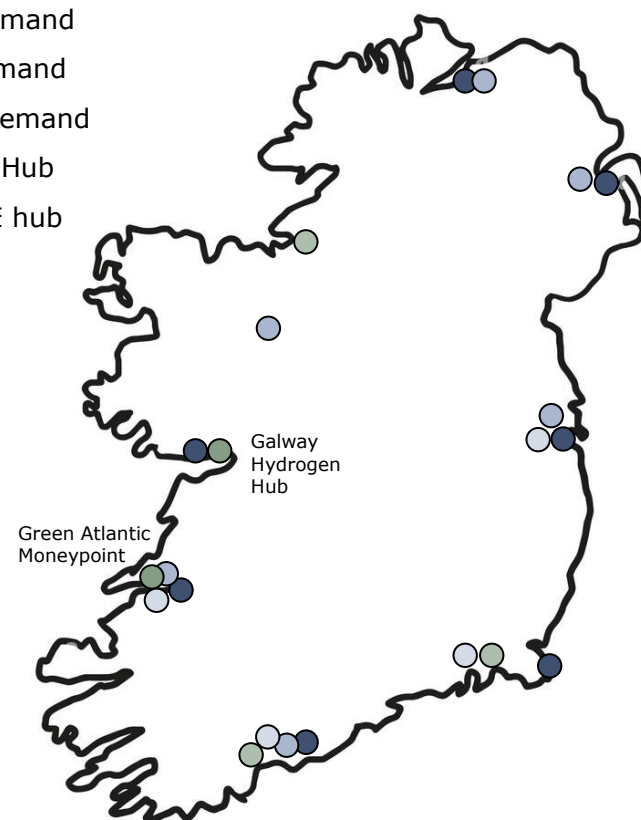 mand
mand
emand
Hub
E hub
Galway
Hydrogen
Hub
Green Atlantic
Moneypoint